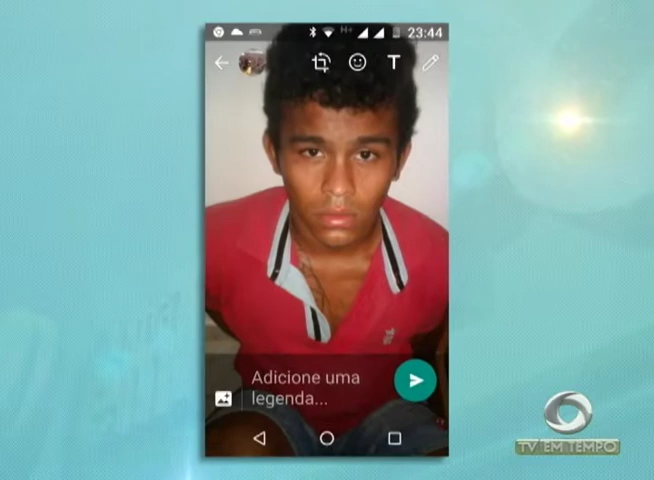 H+
23:44
T
Adicione uma
legenda...
TV EM TEMPO